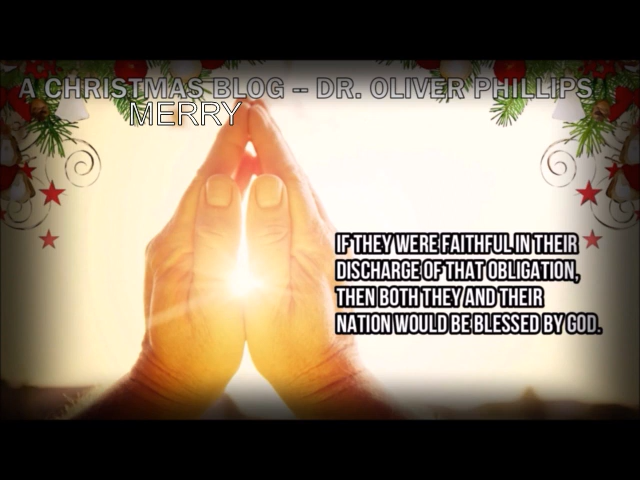 A CHRISTMAS BLOG -- DR. OLIVER PHILLIPS
MERRY
IF THEY WERE FAITHFUL IN THEIR
DISCHARGE OF THAT OBLIGATION,
THEN BOTH THEY AND THEIR
NATION WOULD BE BLESSED BY GOD.